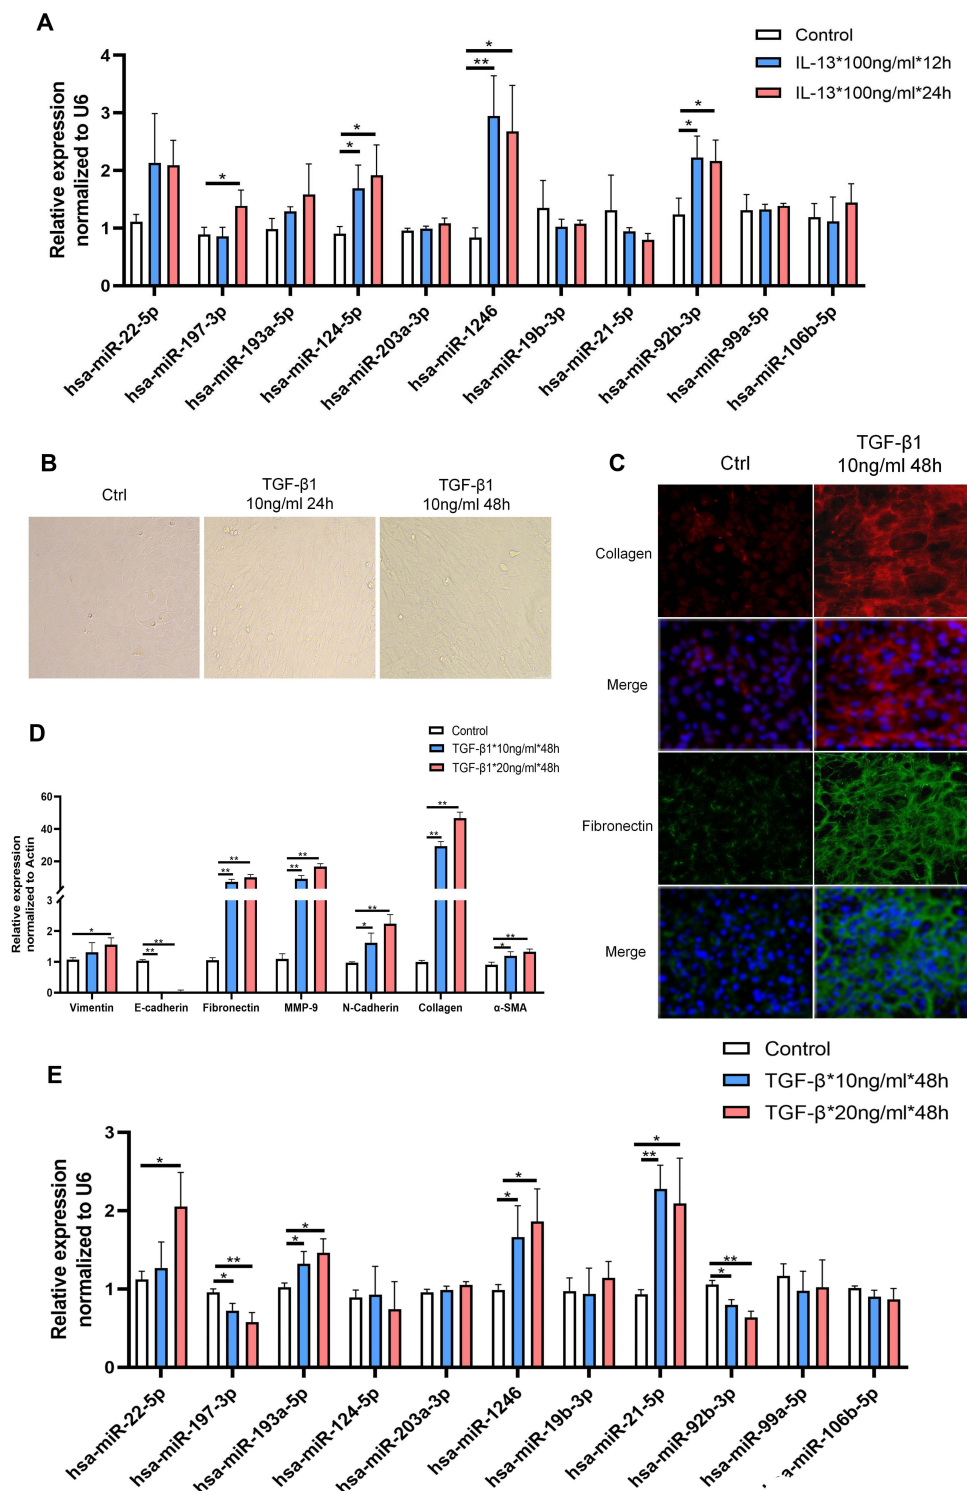 A
Control
IL-13*100ng/ml*12h
IL-13*100ng/ml*24h
Relative expression
normalized to U6
4
3
2
1
0
*
* *
* *
* **
* *
hsa-miR-22-5p
hsa-miR-197-3p
hsa-miR-193a-5p
hsa-miR-124-5p
hsa-miR-203a-3p
hsa-miR-1246
hsa-miR-19b-3p
hsa-miR-21-5p
hsa-miR-92b-3p
hsa-miR-99a-5p
hsa-miR-106b-5p
B
Ctrl
TGF-β1
10ng/ml 24h
TGF-β1
10ng/ml 48h
C
Ctrl
TGF-β1
10ng/ml 48h
Collagen
Merge
Fibronectin
Merge
D
Control
TGF-β1*10ng/ml*48h
TGF-β1*20ng/ml*48h
Relative expression
normalized to Actin
60
40
20
3
2
1
0
*
** **
** **
** **
* **
** **
* **
Vimentin
E-cadherin
Fibronectin
MMP-9
N-Cadherin
Collagen
α-SMA
E
Control
TGF-β*10ng/ml*48h
TGF-β*20ng/ml*48h
Relative expression
normalized to U6
3
2
1
0
*
** *
* *
* *
* **
** *
hsa-miR-22-5p
hsa-miR-197-3p
hsa-miR-193a-5p
hsa-miR-124-5p
hsa-miR-203a-3p
hsa-miR-1246
hsa-miR-19b-3p
hsa-miR-21-5p
hsa-miR-92b-3p
hsa-miR-99a-5p
sa-miR-106b-5p